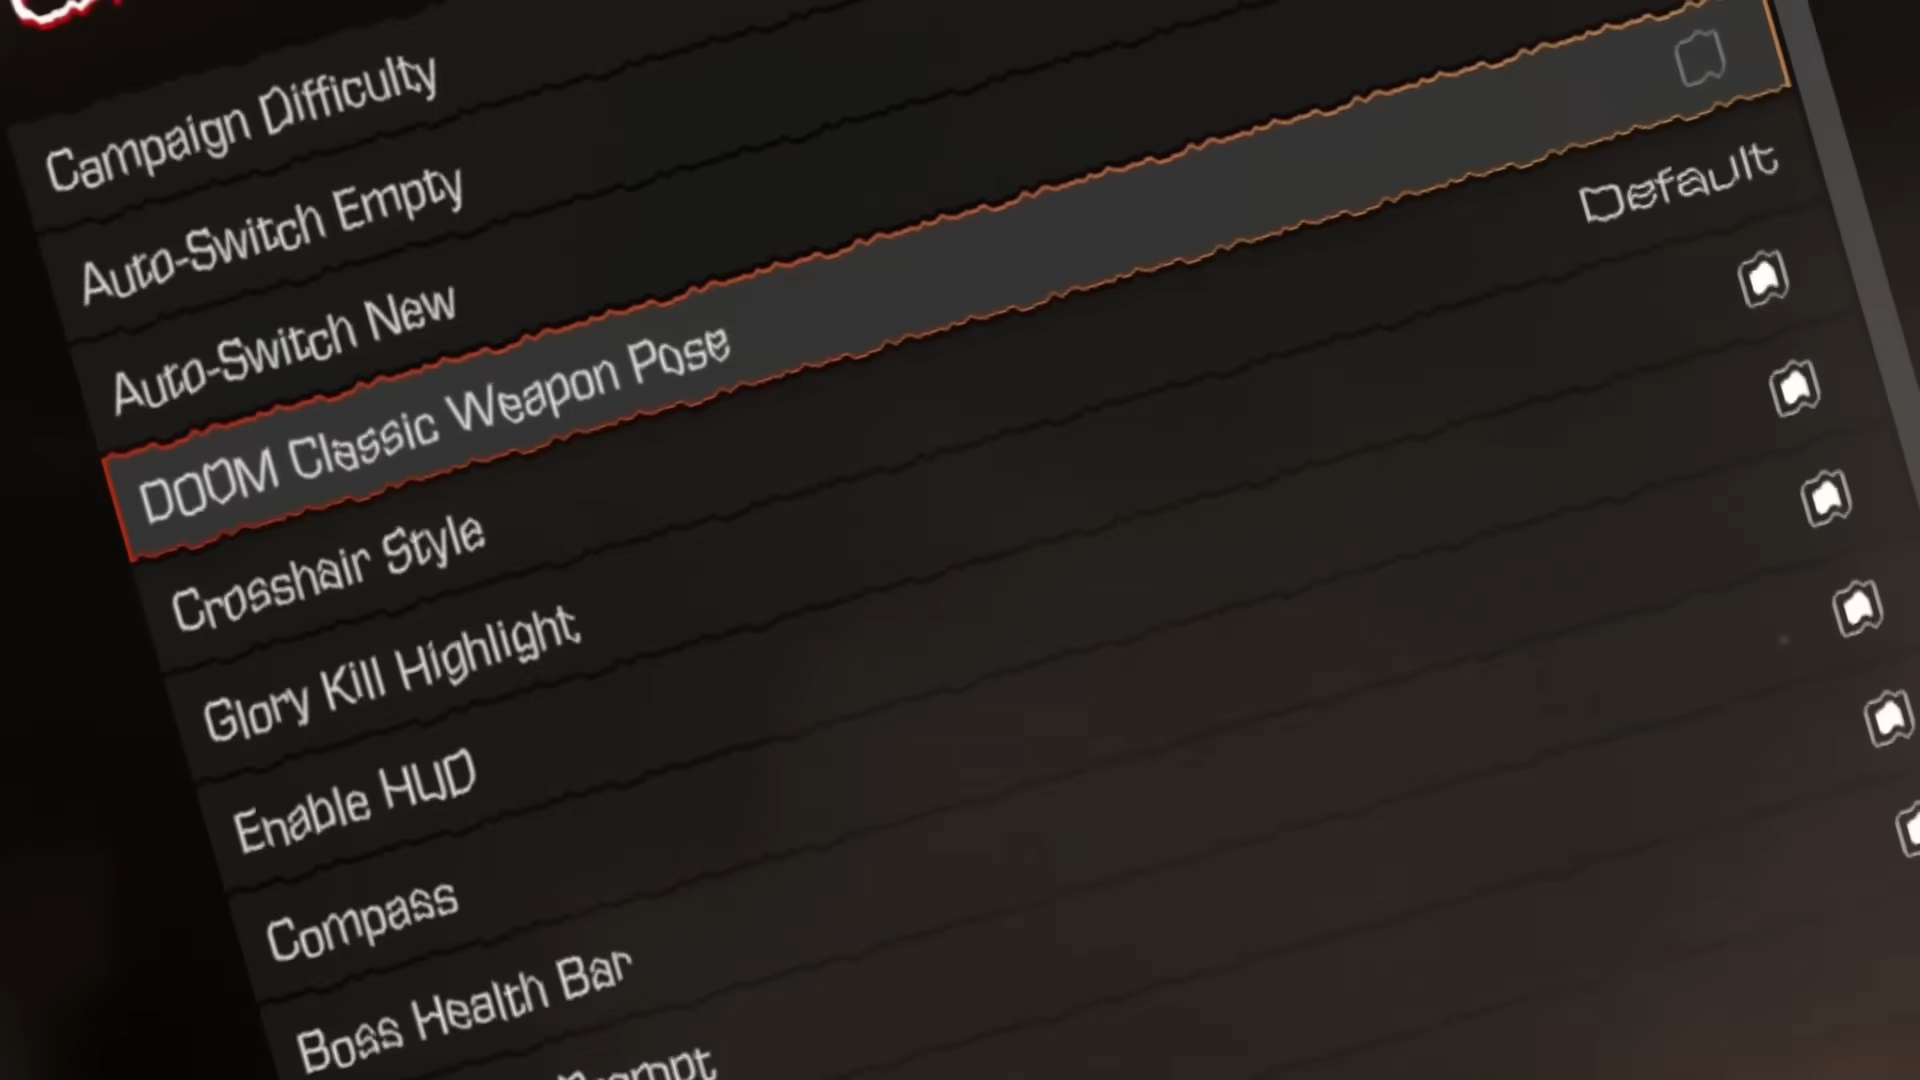 Campaign Difficulty
Auto-Switch Empty
Auto-Switch New
DOOM Classic Weapon Pose
Crosshair Style Default
Glory Kill Highlight
Enable HUD
Compass
Boss Health Bar